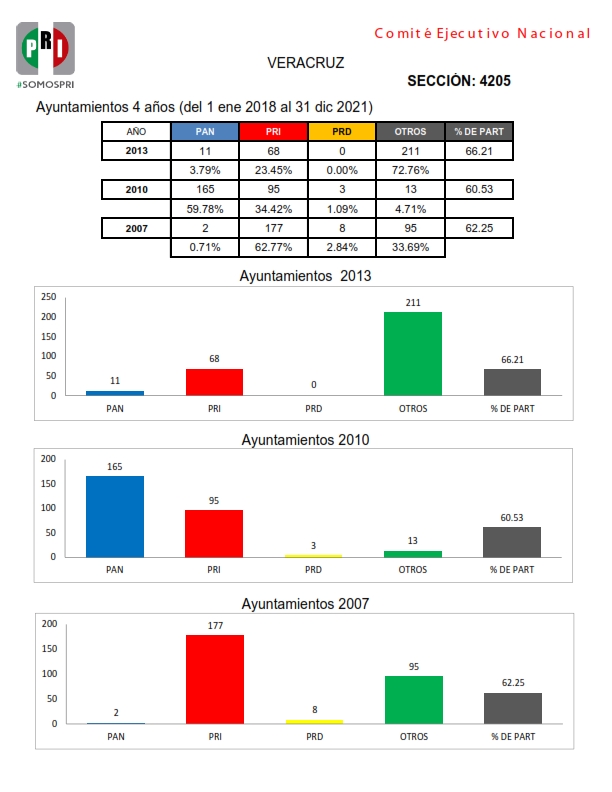 Comité Ejecutivo Nacional
PRI
#SOMOSPRI
VERACRUZ
SECCIÓN: 4205
Ayuntamientos 4 años (del 1 ene 2018 al 31 dic 2021)
AÑO PAN PRI PRD OTROS % DE PART
2013 11 68 0 211 66.21
3.79% 23.45% 0.00% 72.76%
2010 165 95 3 13 60.53
59.78% 34.42% 1.09% 4.71%
2007 2 177 8 95 62.25
0.71% 62.77% 2.84% 33.69%
Ayuntamientos 2013
250
200
150
100
50
0
11 68 0 211 66.21
PAN PRI PRD OTROS % DE PART
Ayuntamientos 2010
200
150
100
50
0
165 95 3 13 60.53
PAN PRI PRD OTROS % DE PART
Ayuntamientos 2007
200
150
100
50
0
2 177 8 95 62.25
PAN PRI PRD OTROS % DE PART